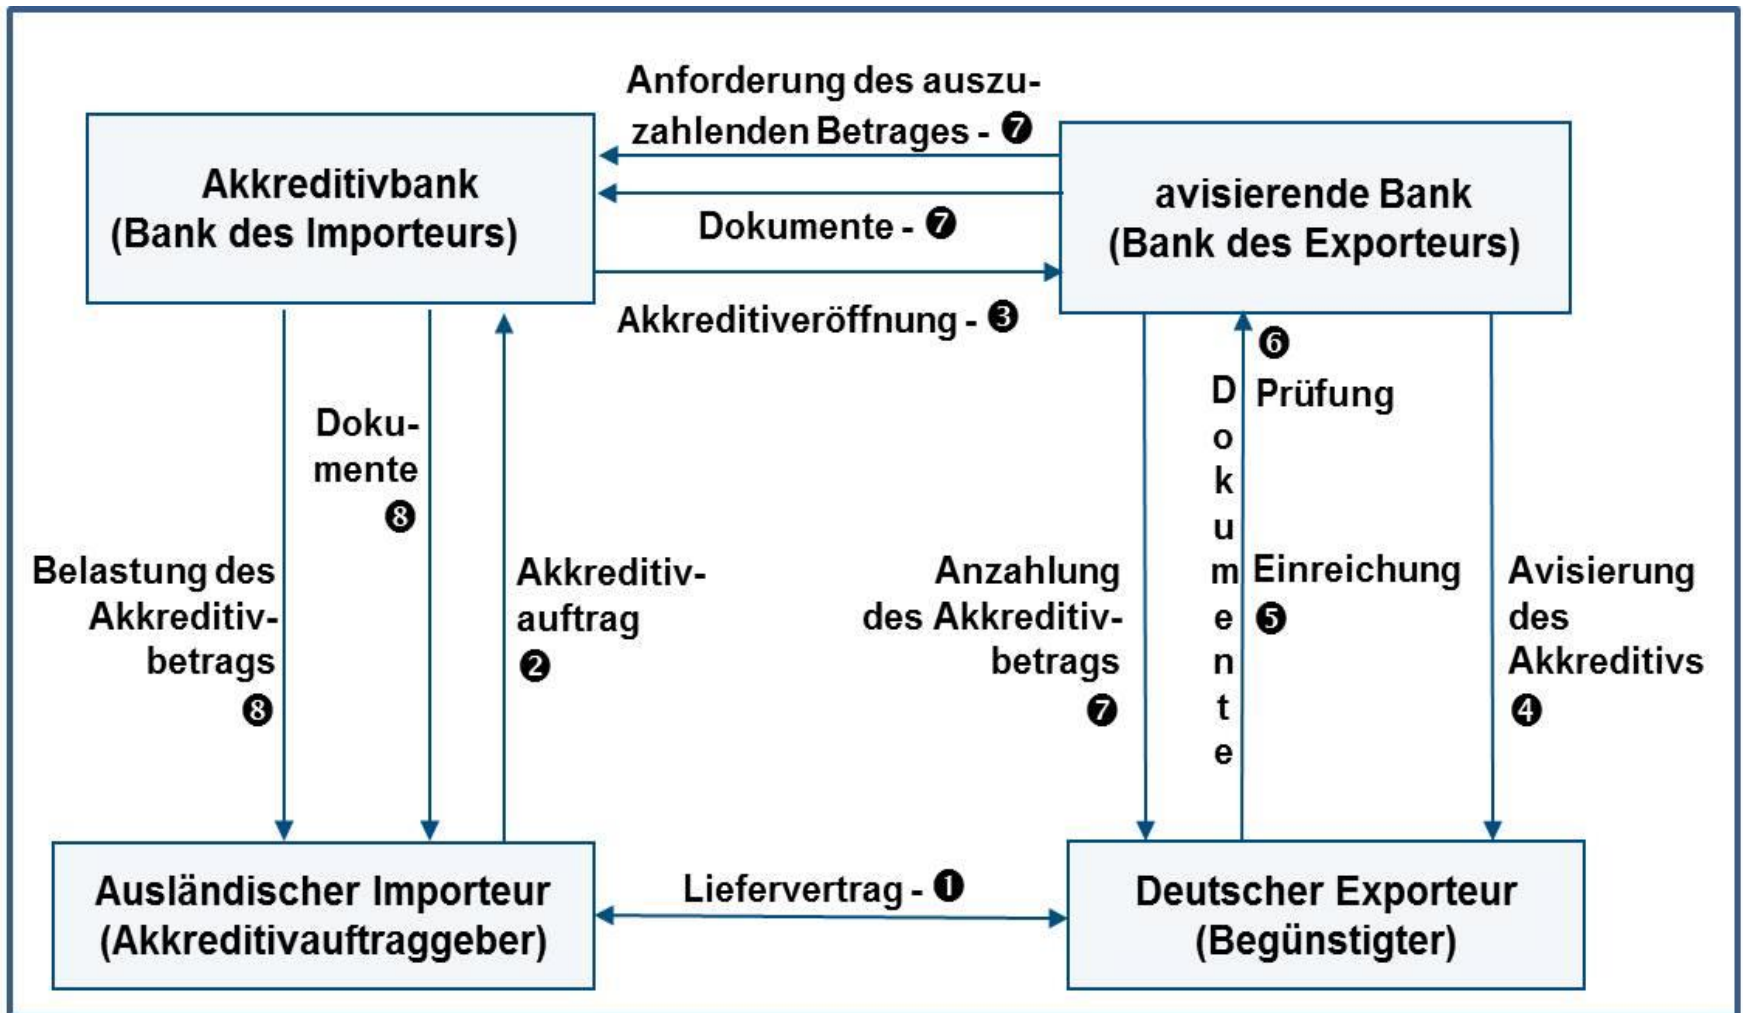 Anforderung des auszu-
zahlenden Betrages - ❼
Akkreditivbank
(Bank des Importeurs)
avisierende Bank
(Bank des Exporteurs)
Dokumente - ❼
Akkreditiveröffnung - ❸
❻
Prüfung
Doku-
mente
❽
Dokumente
Belastung des
Akkreditiv-
betrags
❽
Akkreditiv-
auftrag
❷
Anzahlung
des Akkreditiv-
betrags
❼
Einreichung
❺
Avisierung
des
Akkreditivs
❹
Ausländischer Importeur
(Akkreditivauftraggeber)
Liefervertrag - ❶
Deutscher Exporteur
(Begünstigter)